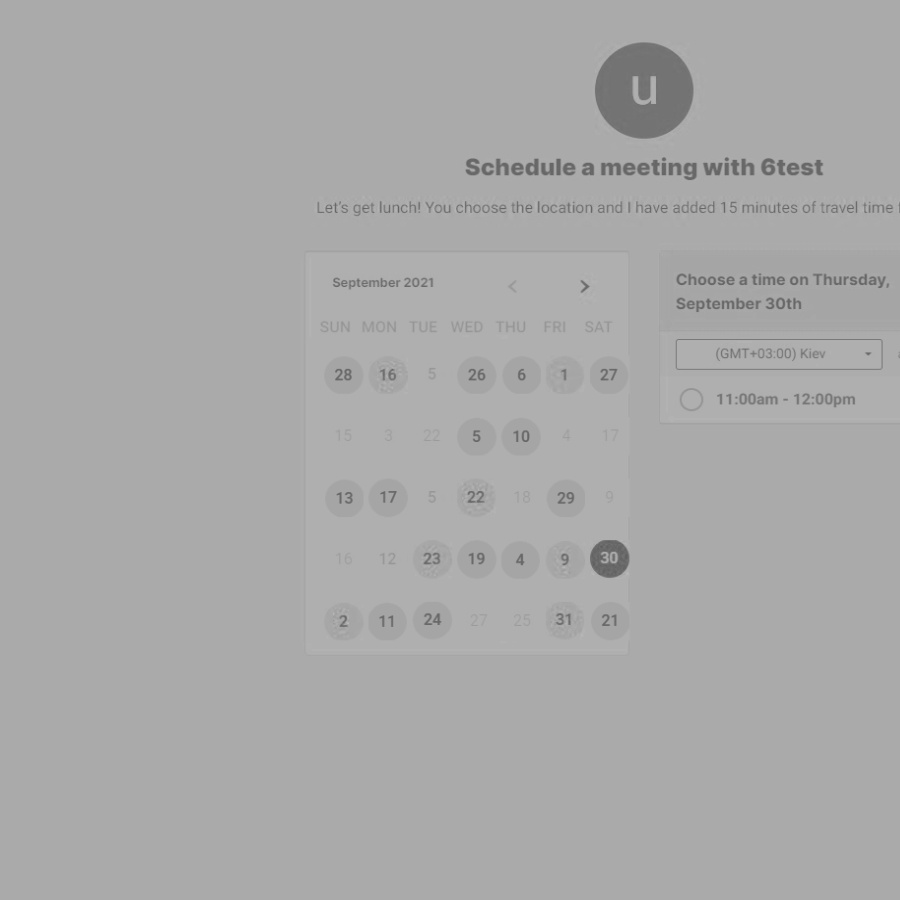 u
Schedule a meeting with 6test
Let's get lunch! You choose the location and I have added 15 minutes of travel time
September 2021
SUN MON TUE WED THU FRI SAT
28 16 5 26 6 1 27
15 3 22 5 10 4 17
13 17 5 22 18 29 9
16 12 23 19 4 9 30
2 11 24 27 25 31 21
Choose a time on Thursday,
September 30th
(GMT+03:00) Kiev
11:00am - 12:00pm